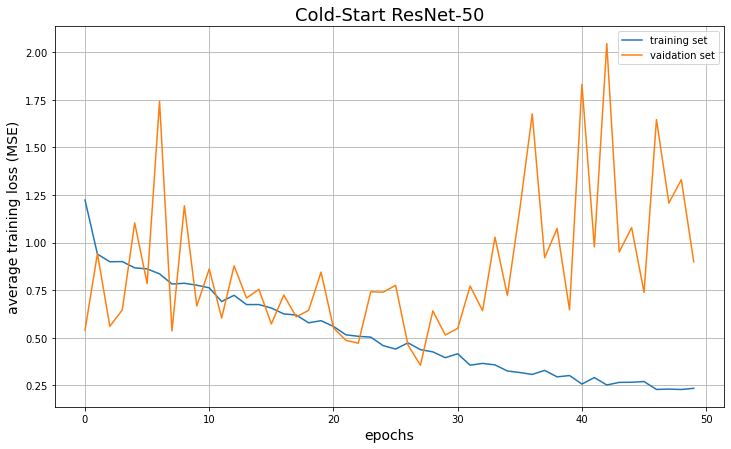 Cold-Start ResNet-50
training set
vaidation set
2.00
1.75
1.50
1.25
1.00
0.75
0.50
0.25
average training loss (MSE)
0 10 20 30 40 50
epochs